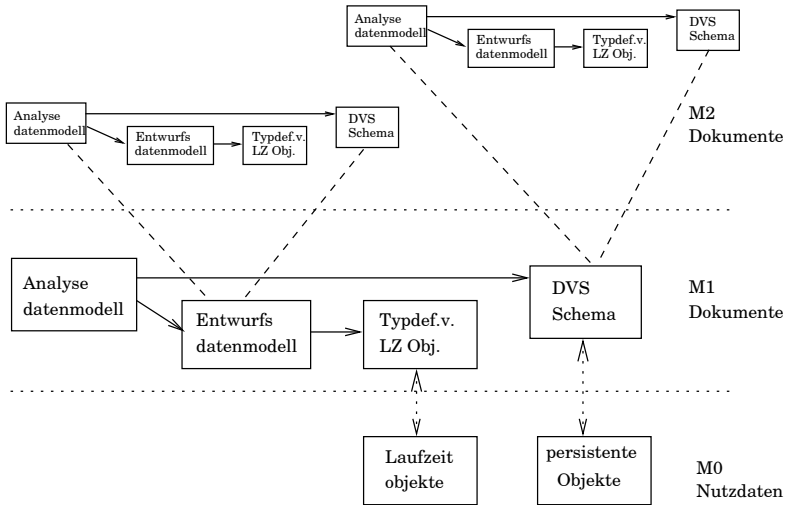 Analyse
datenmodell
Entwurfs
datenmodell
Typdef.v.
LZ Obj.
DVS
Schema
Analyse
datenmodell
Entwurfs
datenmodell
Typdef.v.
LZ Obj.
DVS
Schema
M2
Dokumente
Analyse
datenmodell
Entwurfs
datenmodell
Typdef.v.
LZ Obj.
DVS
Schema
M1
Dokumente
Laufzeit
objekte
persistente
Objekte
M0
Nutzdaten